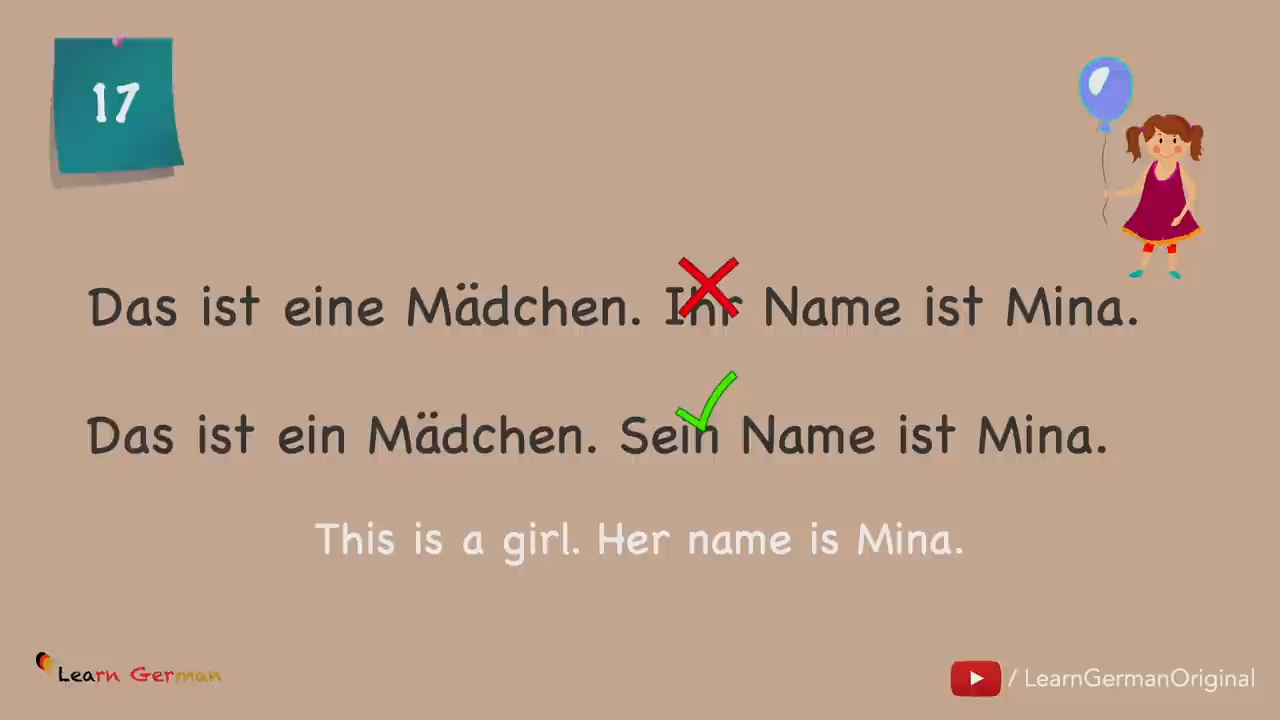 17
Das ist eine Mädchen. Ihr Name ist Mina.
Das ist ein Mädchen. Sein Name ist Mina.
This is a girl. Her name is Mina.
Learn German
/ LearnGermanOriginal